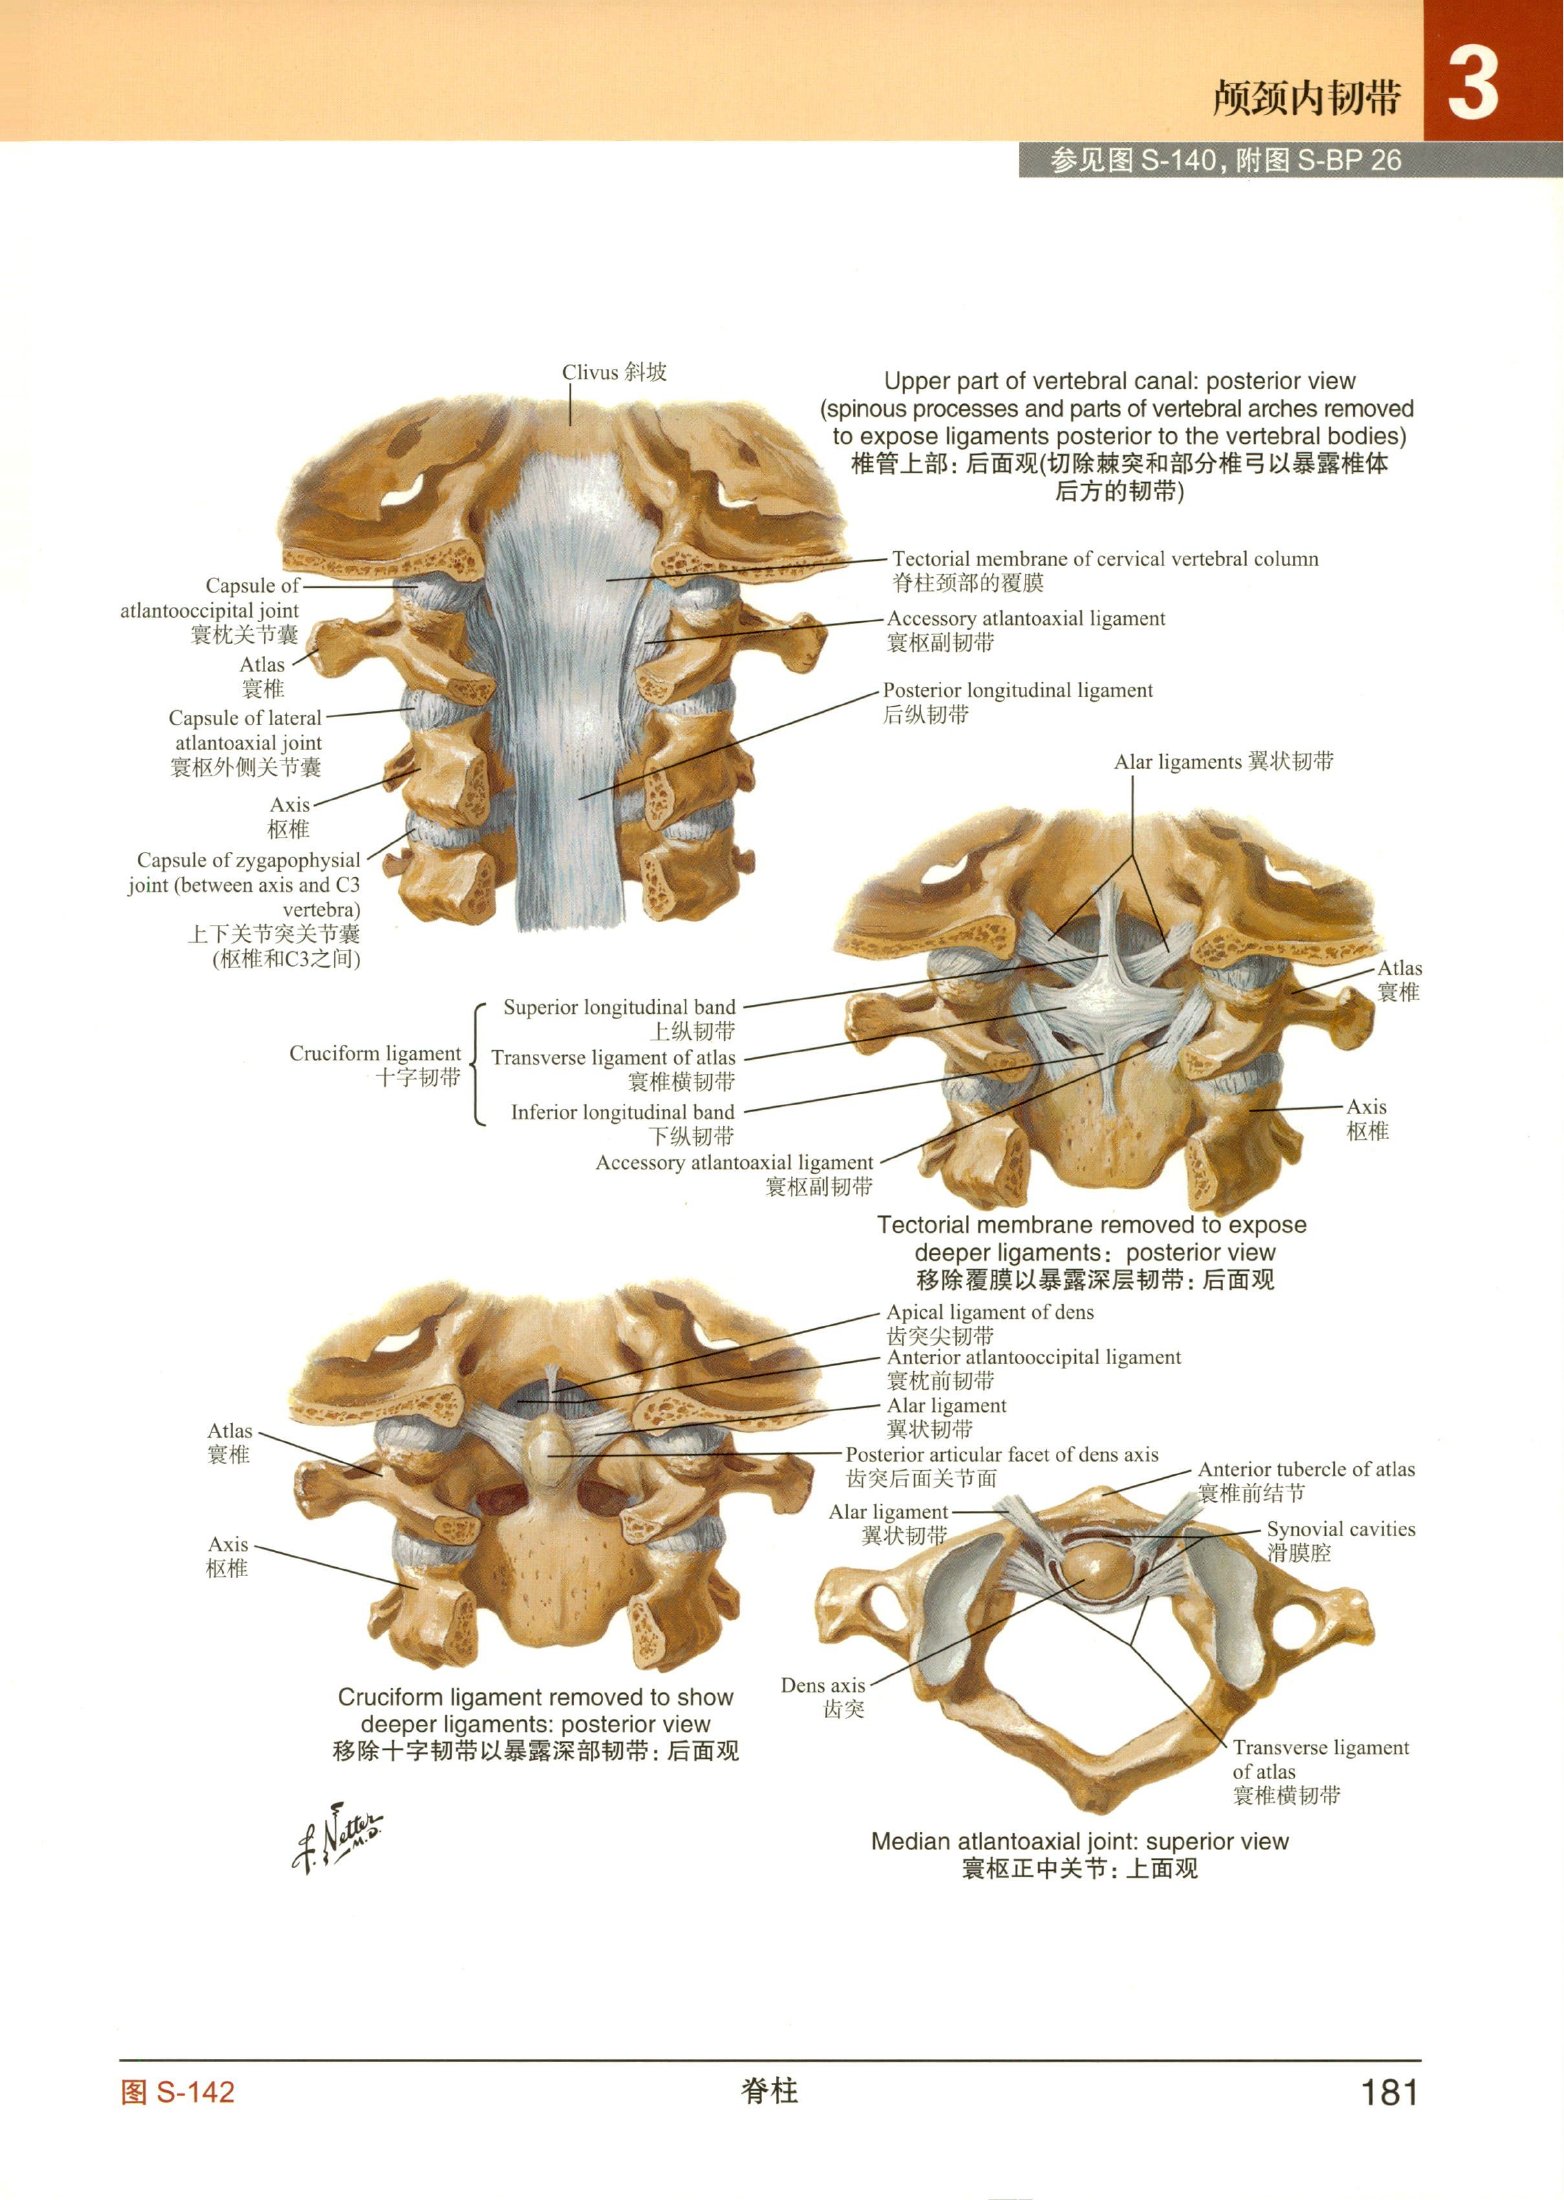 颅颈内韧带
3
参见图 S-140, 附图 S-BP 26
Clivus 斜坡
Upper part of vertebral canal: posterior view
(spinous processes and parts of vertebral arches removed
to expose ligaments posterior to the vertebral bodies)
椎管上部: 后面观(切除棘突和部分椎弓以暴露椎体
后方的韧带)
Capsule of
atlantooccipital joint
寰枕关节囊
Atlas
寰椎
Capsule of lateral
atlantoaxial joint
寰枢外侧关节囊
Axis
枢椎
Capsule of zygapophysial
joint (between axis and C3
vertebra)
上下关节突关节囊
(枢椎和C3之间)
Tectorial membrane of cervical vertebral column
脊柱颈部的覆膜
Accessory atlantoaxial ligament
寰枢副韧带
Posterior longitudinal ligament
后纵韧带
Alar ligaments 翼状韧带
Cruciform ligament
十字韧带
Superior longitudinal band
上纵韧带
Transverse ligament of atlas
寰椎横韧带
Inferior longitudinal band
下纵韧带
Accessory atlantoaxial ligament
寰枢副韧带
Atlas
寰椎
Axis
枢椎
Tectorial membrane removed to expose
deeper ligaments: posterior view
移除覆膜以暴露深层韧带: 后面观
Apical ligament of dens
齿突尖韧带
Anterior atlantooccipital ligament
寰枕前韧带
Alar ligament
翼状韧带
Posterior articular facet of dens axis
齿突后面关节面
Atlas
寰椎
Axis
枢椎
Cruciform ligament removed to show
deeper ligaments: posterior view
移除十字韧带以暴露深部韧带: 后面观
Alar ligament
翼状韧带
Anterior tubercle of atlas
寰椎前结节
Synovial cavities
滑膜腔
Dens axis
齿突
Transverse ligament
of atlas
寰椎横韧带
Median atlantoaxial joint: superior view
寰枢正中关节: 上面观
F. Netter
M.D.
图 S-142
脊柱
181